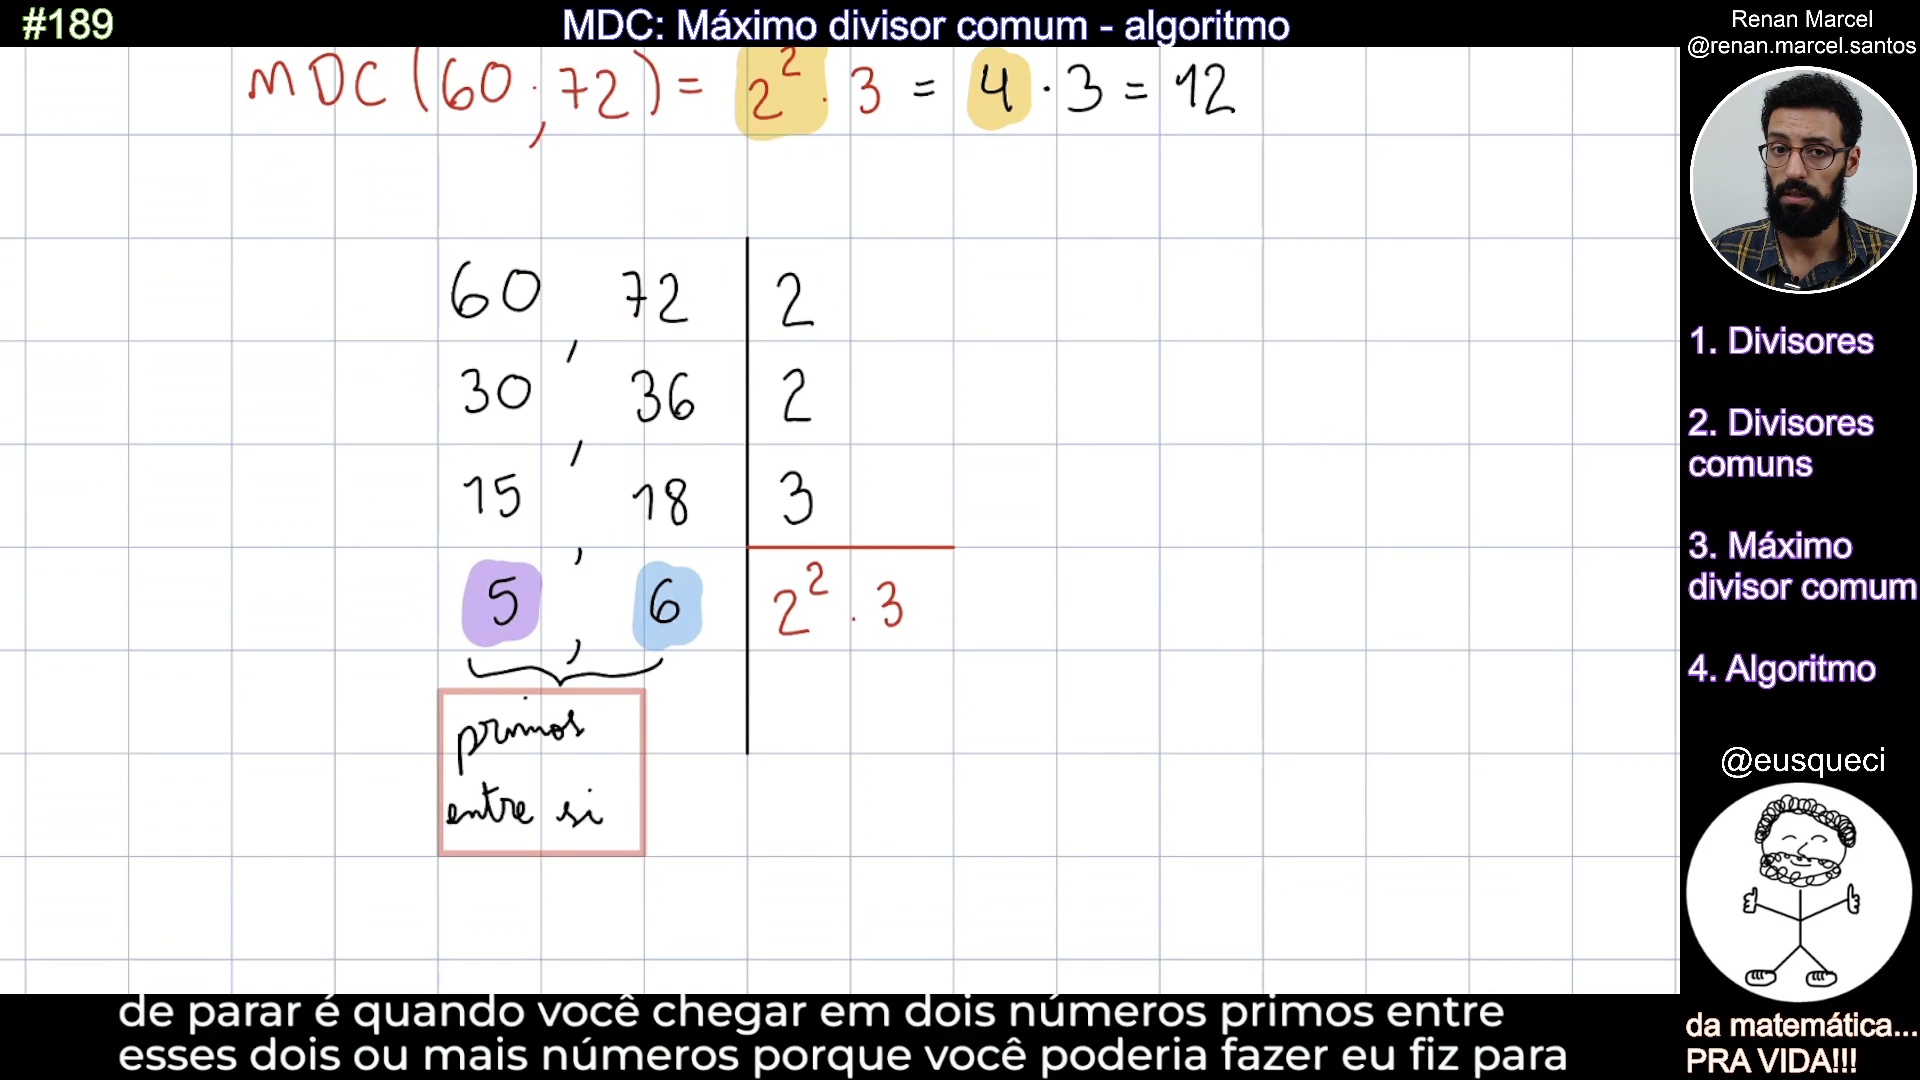 #189
MDC: Máximo divisor comum - algoritmo
Renan Marcel
@renan.marcel.santos
MDC (60, 72) = 2² . 3 = 4 . 3 = 12
60, 72 | 2
30, 36 | 2
15, 18 | 3
5, 6 | 2² . 3
primos
entre si
1. Divisores
2. Divisores
comuns
3. Máximo
divisor comum
4. Algoritmo
@eusqueci
da matemática...
PRA VIDA!!!
de parar é quando você chegar em dois números primos entre
esses dois ou mais números porque você poderia fazer eu fiz para